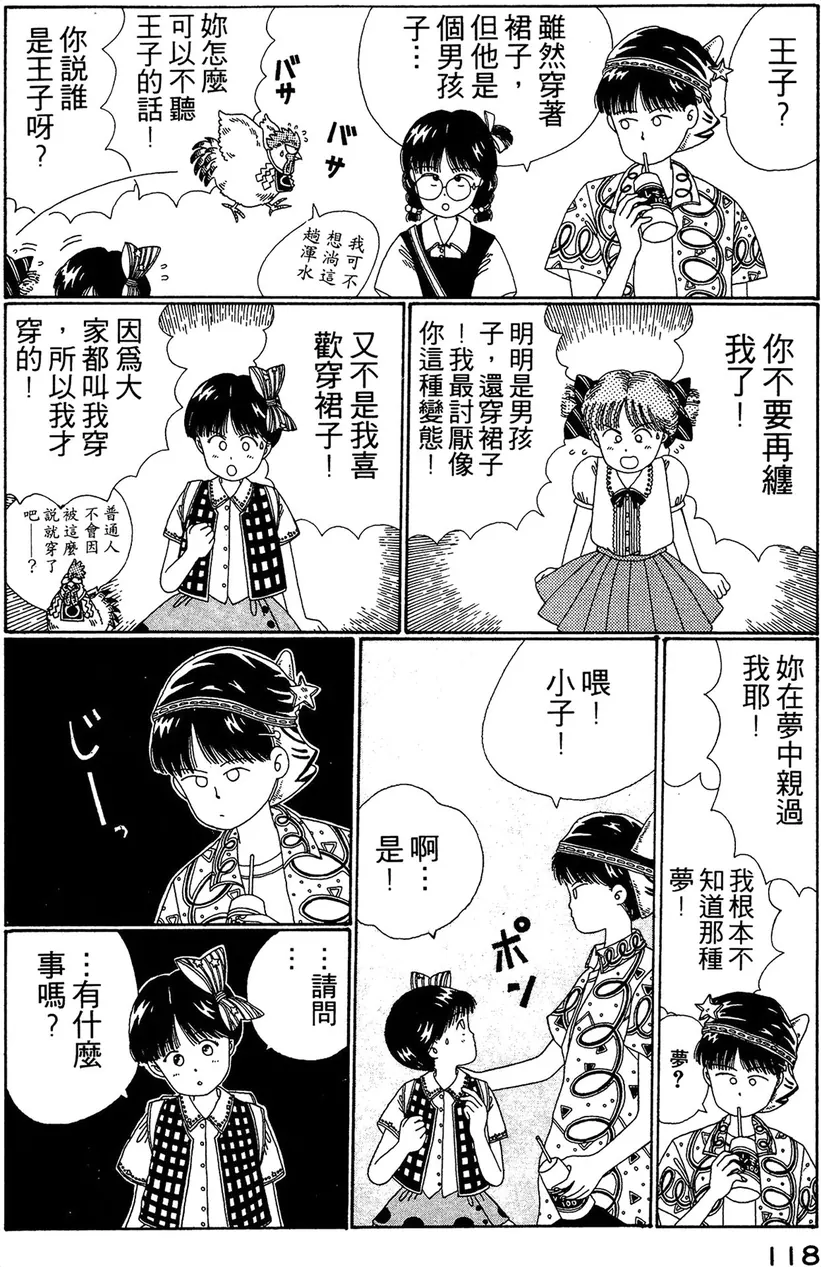 王子？
雖然穿著
裙子，
但他是
個男孩
子…
バサ
バサ
妳怎麼
可以不聽
王子的話！
你説誰
是王子呀？
我可不
想淌這
趟渾水
你不要再纏
我了！
明明是男孩
子，還穿裙子
！我最討厭像
你這種變態！
又不是我喜
歡穿裙子！
因爲大
家都叫我穿
，所以我才
穿的！
普通人
不會因
被這麼
説就穿了
吧——？
妳在夢中親過
我耶！
我根本不
知道那種
夢！
夢？
喂！
小子！
啊…
是！
ポン
じーっ
…請問
…
…有什麼
事嗎？
118